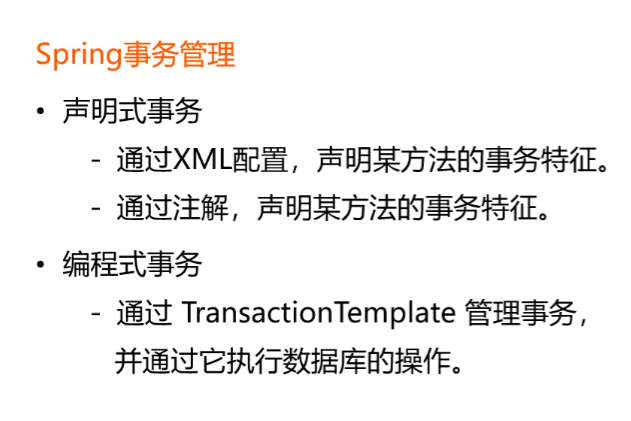 Spring事务管理
• 声明式事务
- 通过XML配置，声明某方法的事务特征。
- 通过注解，声明某方法的事务特征。
• 编程式事务
- 通过 TransactionTemplate 管理事务，
并通过它执行数据库的操作。